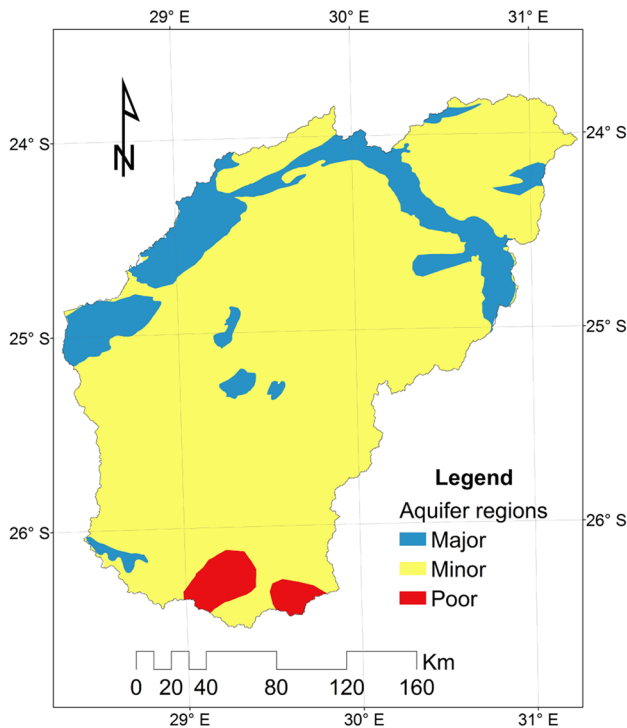 29° E 30° E 31° E
N
24° S 24° S
25° S 25° S
26° S 26° S
Legend
Aquifer regions
Major
Minor
Poor
Km
0 20 40 80 120 160
29° E 30° E 31° E